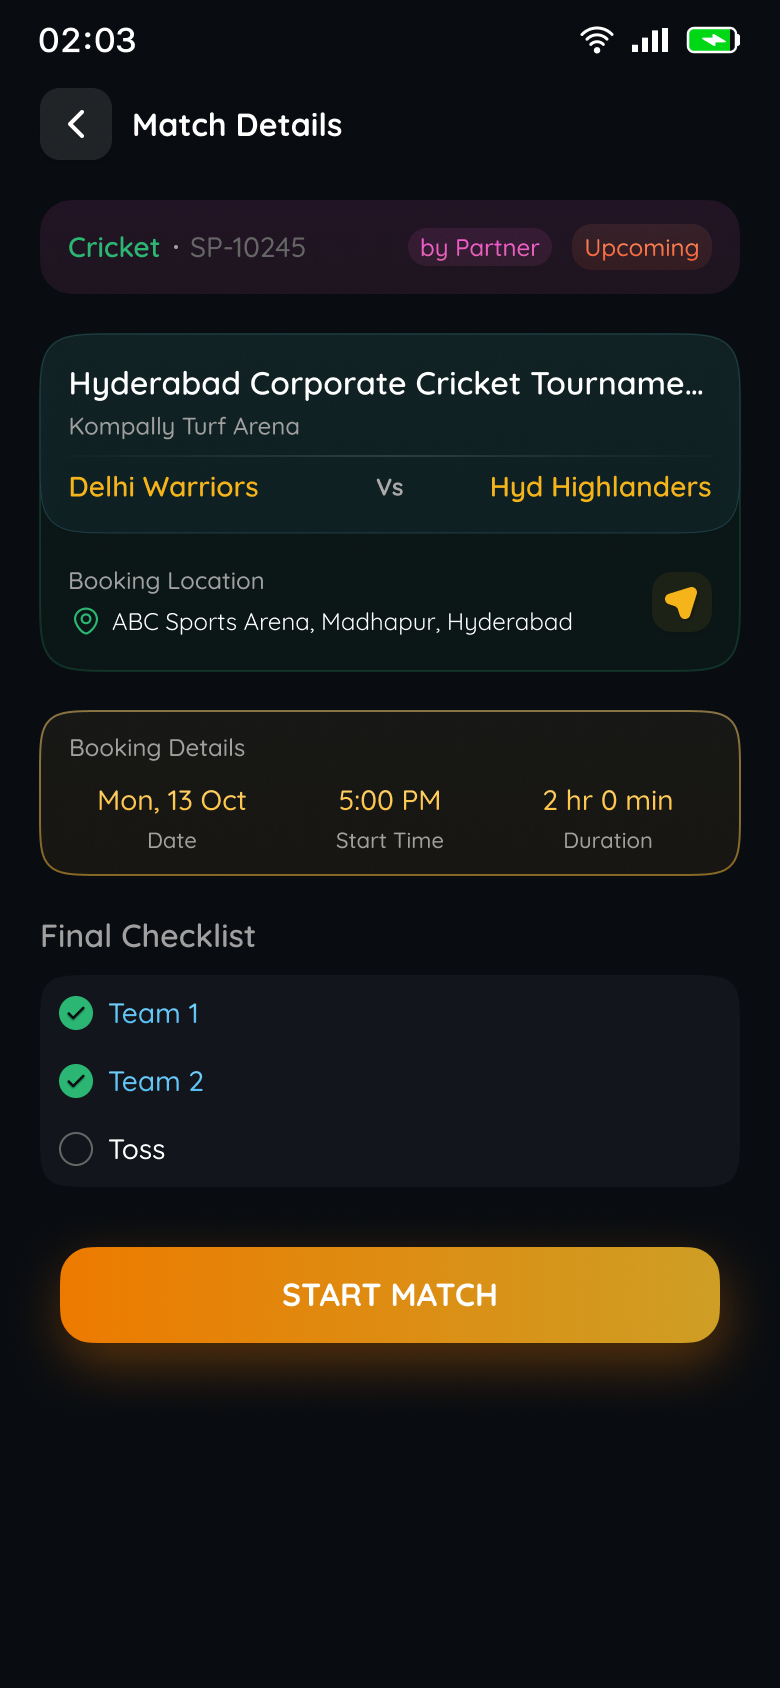 02:03
Match Details
Cricket · SP-10245 by Partner Upcoming
Hyderabad Corporate Cricket Tourname...
Kompally Turf Arena
Delhi Warriors Vs Hyd Highlanders
Booking Location
ABC Sports Arena, Madhapur, Hyderabad
Booking Details
Mon, 13 Oct 5:00 PM 2 hr 0 min
Date Start Time Duration
Final Checklist
Team 1
Team 2
Toss
START MATCH